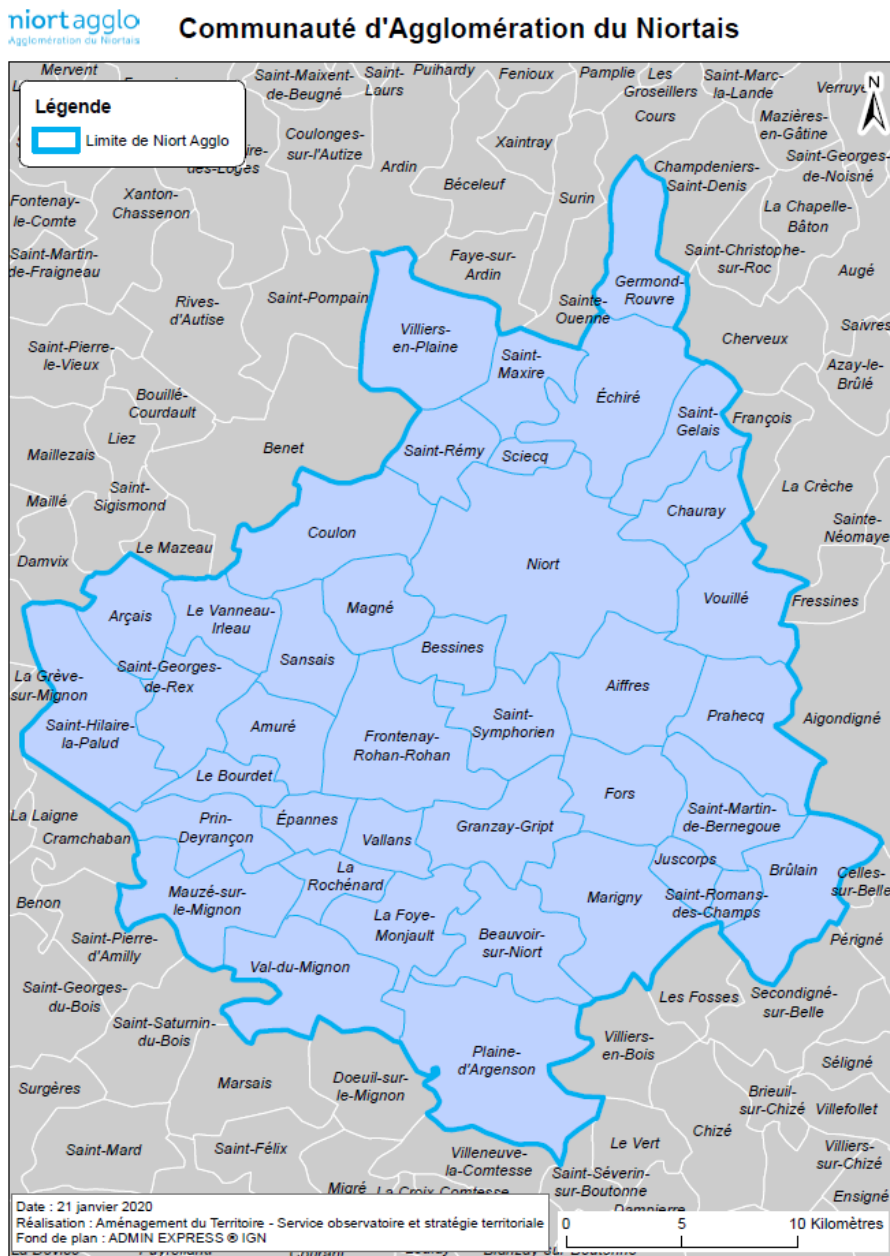 niortagglo
Agglomération du Niortais
Communauté d'Agglomération du Niortais
Mervent
Saint-Maixent-
de-Beugné
Saint-
Laurs
Puihardy
Fenioux
Pamplie
Les
Groseillers
Saint-Marc-
la-Lande
Verruye
N
Légende
Limite de Niort Agglo
Cours
Mazières-
en-Gâtine
Coulonges-
sur-l'Autize
Xaintray
Ardin
Saint-Georges-
de-Noisné
des-Loges
Champdeniers-
Saint-Denis
Béceleuf
Surin
Fontenay-
le-Comte
Xanton-
Chassenon
La Chapelle-
Bâton
Saint-Martin-
de-Fraigneau
Faye-sur-
Ardin
Saint-Christophe-
sur-Roc
Augé
Germond-
Rouvre
Rives-
d'Autise
Saint-Pompain
Sainte-
Ouenne
Villiers-
en-Plaine
Cherveux
Saivres
Saint-Pierre-
le-Vieux
Saint-
Maxire
Azay-le-
Brûlé
Échiré
Bouillé-
Courdault
Saint-
Gelais
François
Liez
Maillezais
Benet
Saint-Rémy
Sciecq
La Crèche
Maillé
Saint-
Sigismond
Chauray
Coulon
Sainte-
Néomaye
Le Mazeau
Damvix
Niort
Vouillé
Fressines
Arçais
Le Vanneau-
Irleau
Magné
Bessines
Sansais
La Grève-
sur-Mignon
Saint-Georges-
de-Rex
Aiffres
Saint-Hilaire-
la-Palud
Amuré
Frontenay-
Rohan-Rohan
Saint-
Symphorien
Prahecq
Aigondigné
Le Bourdet
Fors
La Laigne
Cramchaban
Prin-
Deyrançon
Épannes
Vallans
Granzay-Gript
Saint-Martin-
de-Bernegoue
Juscorps
Brûlain
Celles-
sur-Belle
La
Rochénard
Mauzé-sur-
le-Mignon
Marigny
Saint-Romans-
des-Champs
Benon
La Foye-
Monjault
Beauvoir-
sur-Niort
Périgné
Saint-Pierre-
d'Amilly
Val-du-Mignon
Saint-Georges-
du-Bois
Les Fosses
Secondigné-
sur-Belle
Saint-Saturnin-
du-Bois
Villiers-
en-Bois
Plaine-
d'Argenson
Séligné
Surgères
Marsais
Doeuil-sur-
le-Mignon
Brieuil-
sur-Chizé
Villefollet
Chizé
Saint-Mard
Saint-Félix
Villeneuve-
la-Comtesse
Le Vert
Villiers-
sur-Chizé
Saint-Séverin-
sur-Boutonne
Migré
La Croix-Comtesse
Dampierre
Ensigné
Date : 21 janvier 2020
Réalisation : Aménagement du Territoire - Service observatoire et stratégie territoriale
Fond de plan : ADMIN EXPRESS ® IGN
0 5 10 Kilomètres